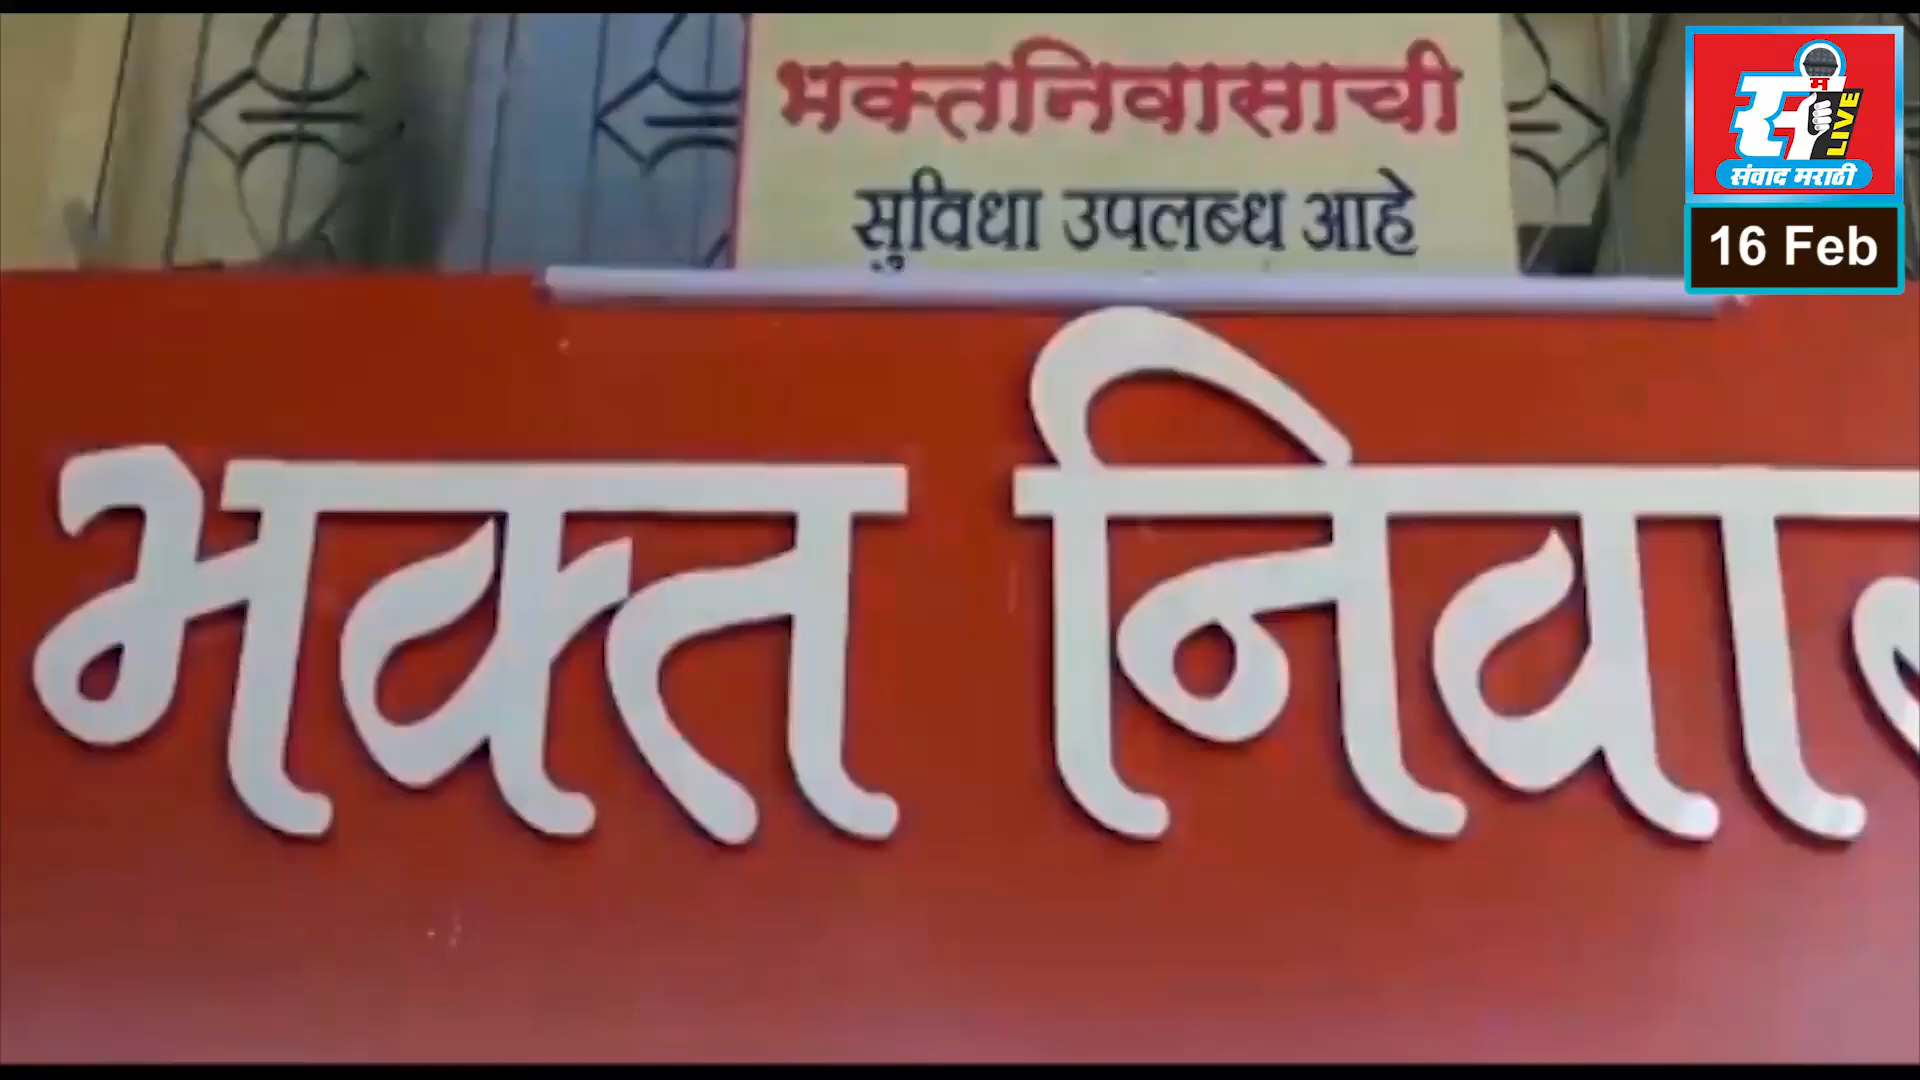 भक्तनिवासाची
सुविधा उपलब्ध आहे
स
म
LIVE
संवाद मराठी
16 Feb
भक्त निवा